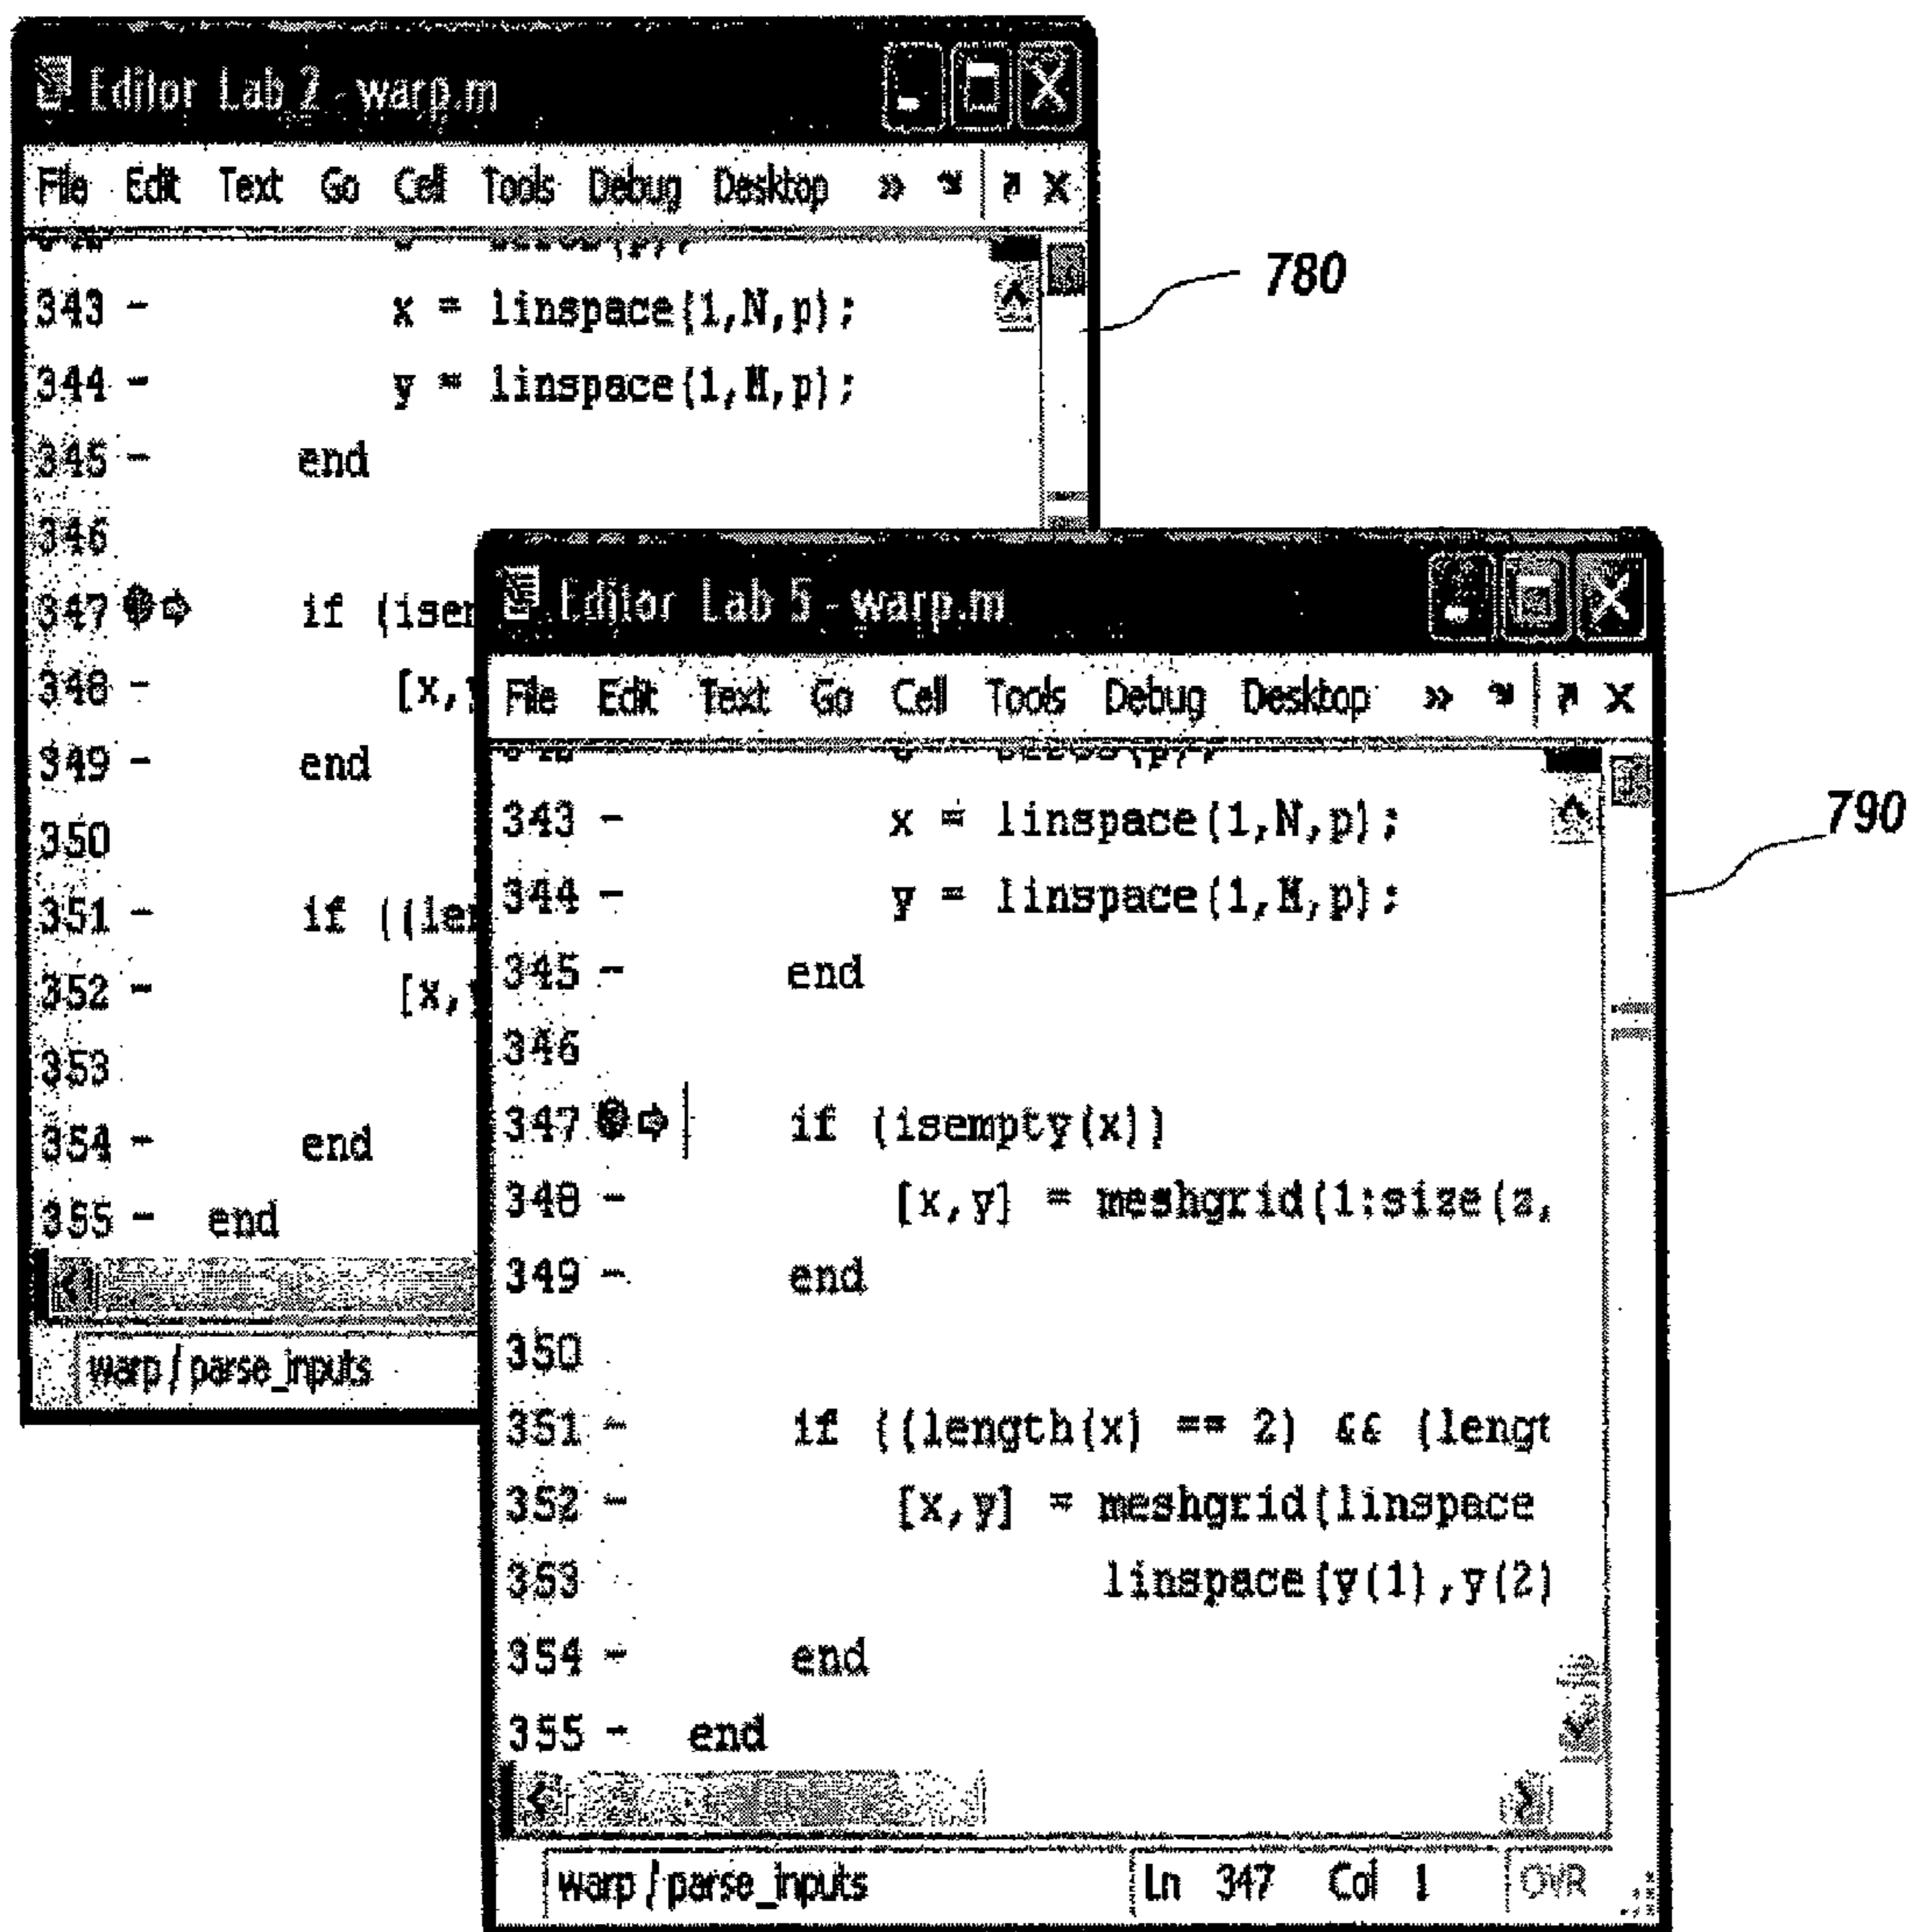 Editor Lab 2 - warp.m
File Edit Text Go Cell Tools Debug Desktop »
343 - x = linspace(1,N,p);
344 - y = linspace(1,M,p);
345 - end
346
347 if (isem
348 - [x,y
349 - end
350
351 - if ((len
352 - [x,y
353
354 - end
355 - end
warp / parse_inputs
780
Editor Lab 5 - warp.m
File Edit Text Go Cell Tools Debug Desktop »
343 - x = linspace(1,N,p);
344 - y = linspace(1,M,p);
345 - end
346
347 if (isempty(x))
348 - [x,y] = meshgrid(1:size(z,
349 - end
350
351 - if ((length(x) == 2) && (lengt
352 - [x,y] = meshgrid(linspace
353 linspace(y(1),y(2)
354 - end
355 - end
warp / parse_inputs Ln 347 Col 1 OVR
790